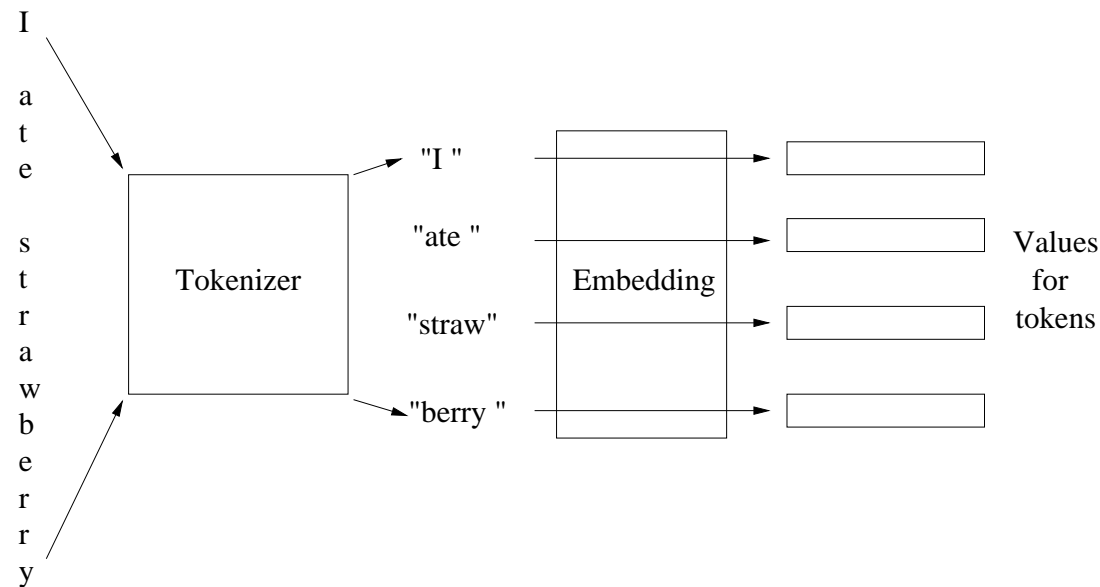 I
a
t
e
s
t
r
a
w
b
e
r
r
y
Tokenizer
"I "
"ate "
"straw"
"berry "
Embedding
Values
for
tokens